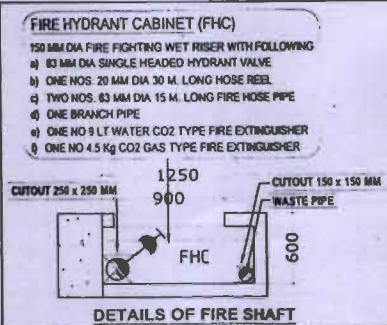 FIRE HYDRANT CABINET (FHC)
150 MM DIA FIRE FIGHTING WET RISER WITH FOLLOWING
a) 63 MM DIA SINGLE HEADED HYDRANT VALVE
b) ONE NOS. 20 MM DIA 30 M. LONG HOSE REEL
c) TWO NOS. 63 MM DIA 15 M. LONG FIRE HOSE PIPE
d) ONE BRANCH PIPE
e) ONE NO 9 LT WATER CO2 TYPE FIRE EXTINGUISHER
f) ONE NO 4.5 Kg CO2 GAS TYPE FIRE EXTINGUISHER
1250
900
CUTOUT 250 x 250 MM
CUTOUT 150 x 150 MM
WASTE PIPE
FHC
600
DETAILS OF FIRE SHAFT